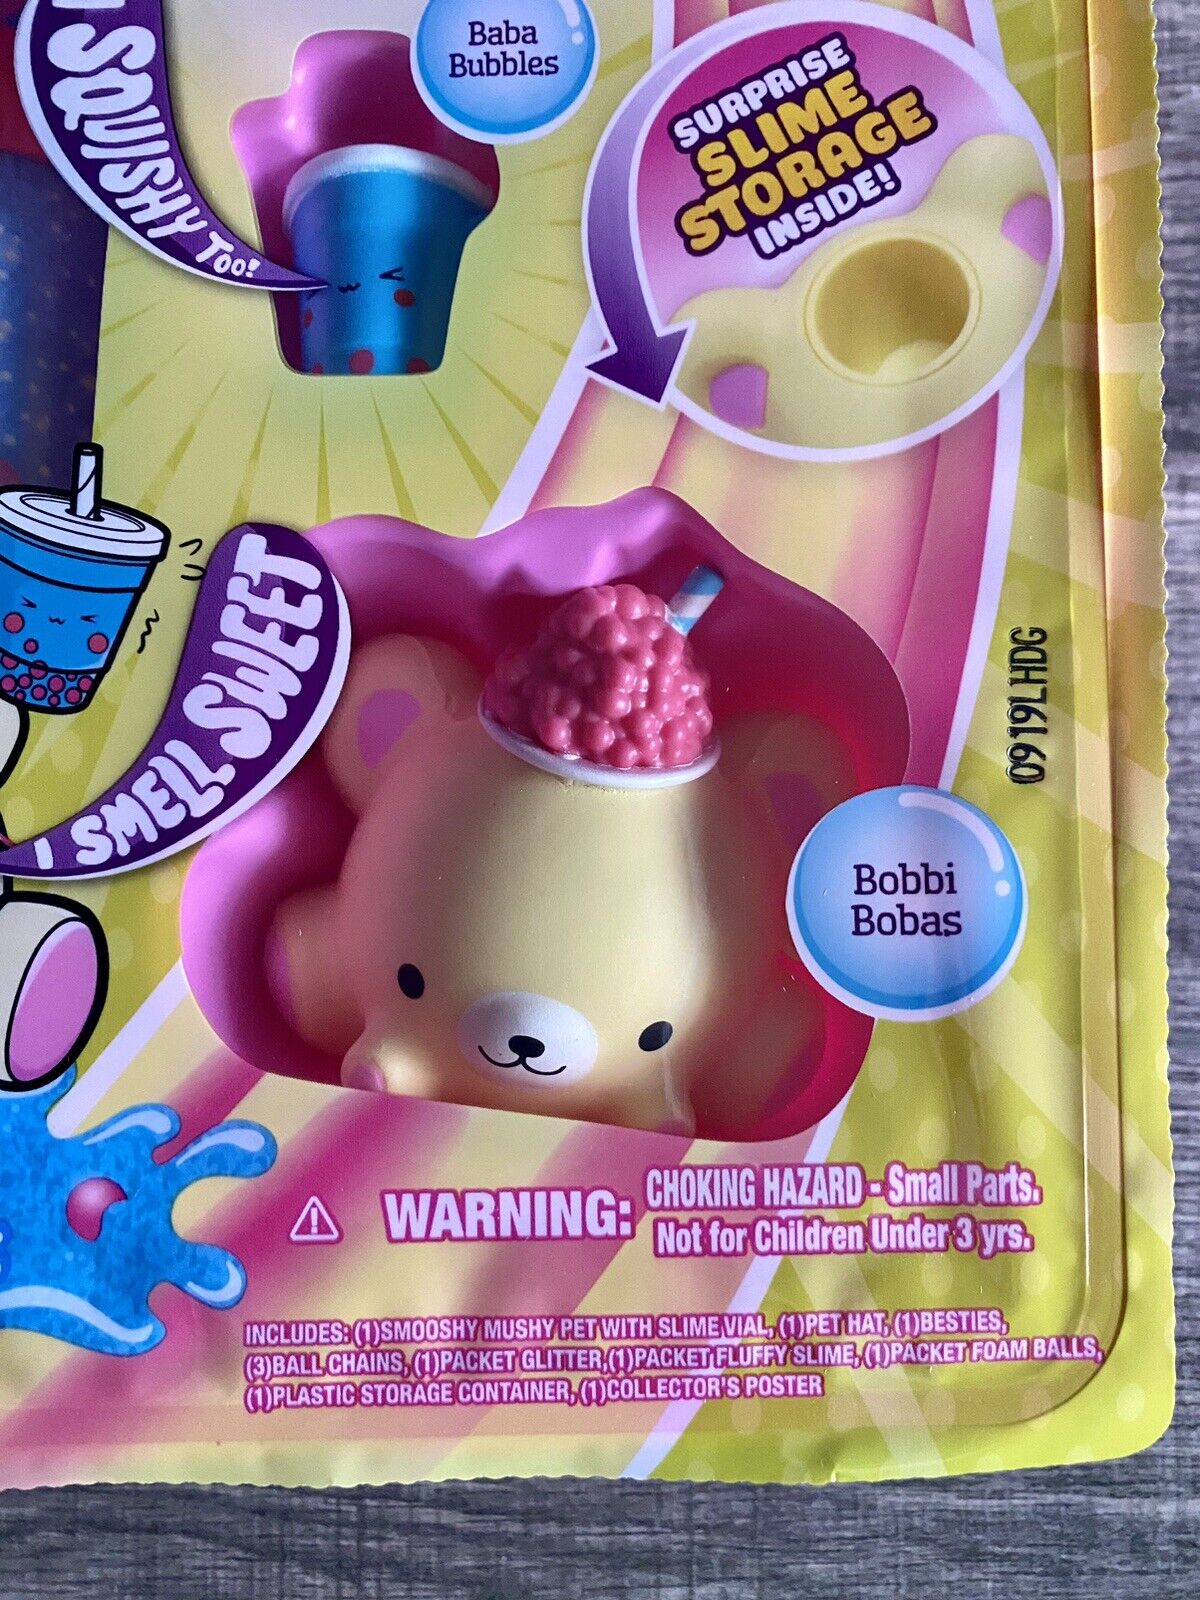 I SQUISHY TOO!
Baba
Bubbles
SURPRISE
SLIME
STORAGE
INSIDE!
I SMELL SWEET
0919LHDG
Bobbi
Bobas
WARNING:
CHOKING HAZARD - Small Parts.
Not for Children Under 3 yrs.
INCLUDES: (1)SMOOSHY MUSHY PET WITH SLIME VIAL, (1)PET HAT, (1)BESTIES,
(3)BALL CHAINS, (1)PACKET GLITTER,(1)PACKET FLUFFY SLIME, (1)PACKET FOAM BALLS,
(1)PLASTIC STORAGE CONTAINER, (1)COLLECTOR'S POSTER